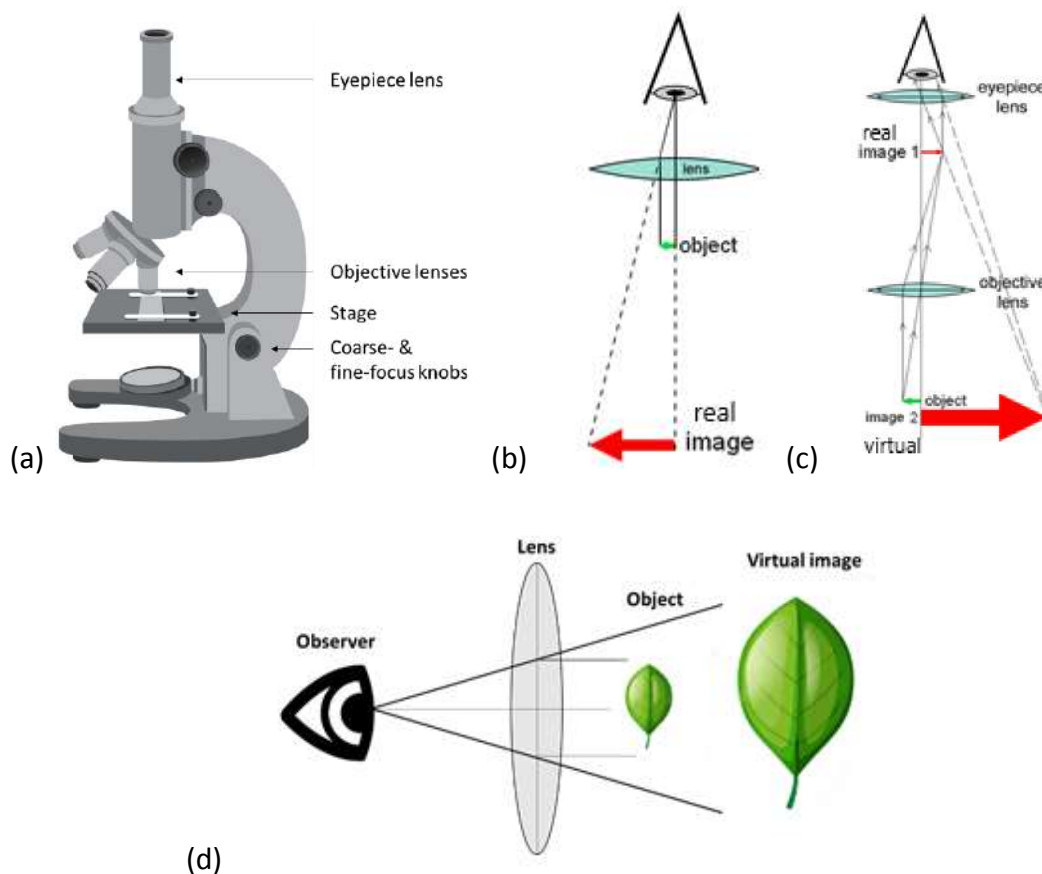 Eyepiece lens
Objective lenses
Stage
Coarse- &
fine-focus knobs
(a)
lens
object
real
image
(b)
eyepiece
lens
real
image 1
objective
lens
object
image 2
virtual
(c)
Lens
Virtual image
Object
Observer
(d)